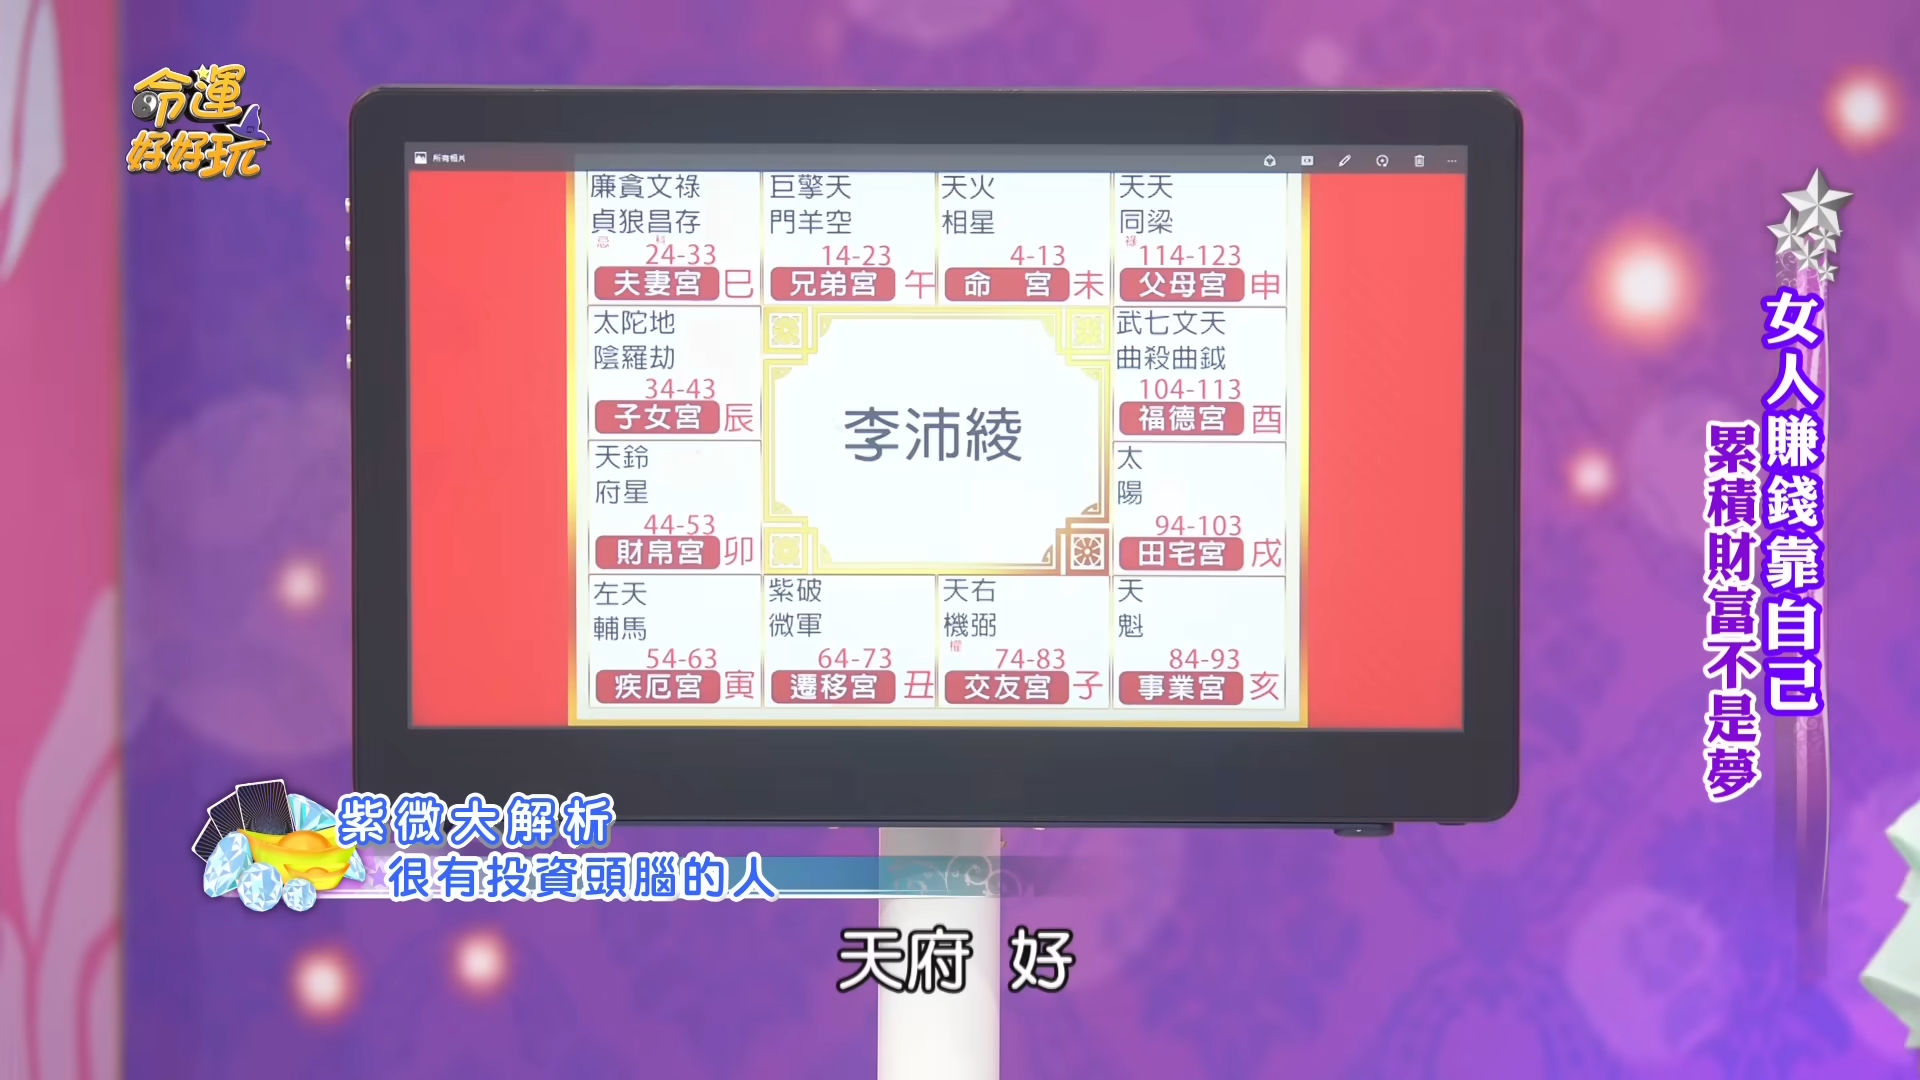 命運
好好玩
所有相片
廉貪文祿
貞狼昌存
忌 科
24-33
夫妻宮 巳
巨擎天
門羊空
14-23
兄弟宮 午
天火
相星
4-13
命 宮 未
天天
同梁
祿
114-123
父母宮 申
太陀地
陰羅劫
34-43
子女宮 辰
李沛綾
武七文天
曲殺曲鉞
104-113
福德宮 酉
天鈴
府星
44-53
財帛宮 卯
太
陽
94-103
田宅宮 戌
左天
輔馬
54-63
疾厄宮 寅
紫破
微軍
64-73
遷移宮 丑
天右
機弼
權
74-83
交友宮 子
天
魁
84-93
事業宮 亥
女人賺錢靠自己
累積財富不是夢
紫微大解析
很有投資頭腦的人
天府 好